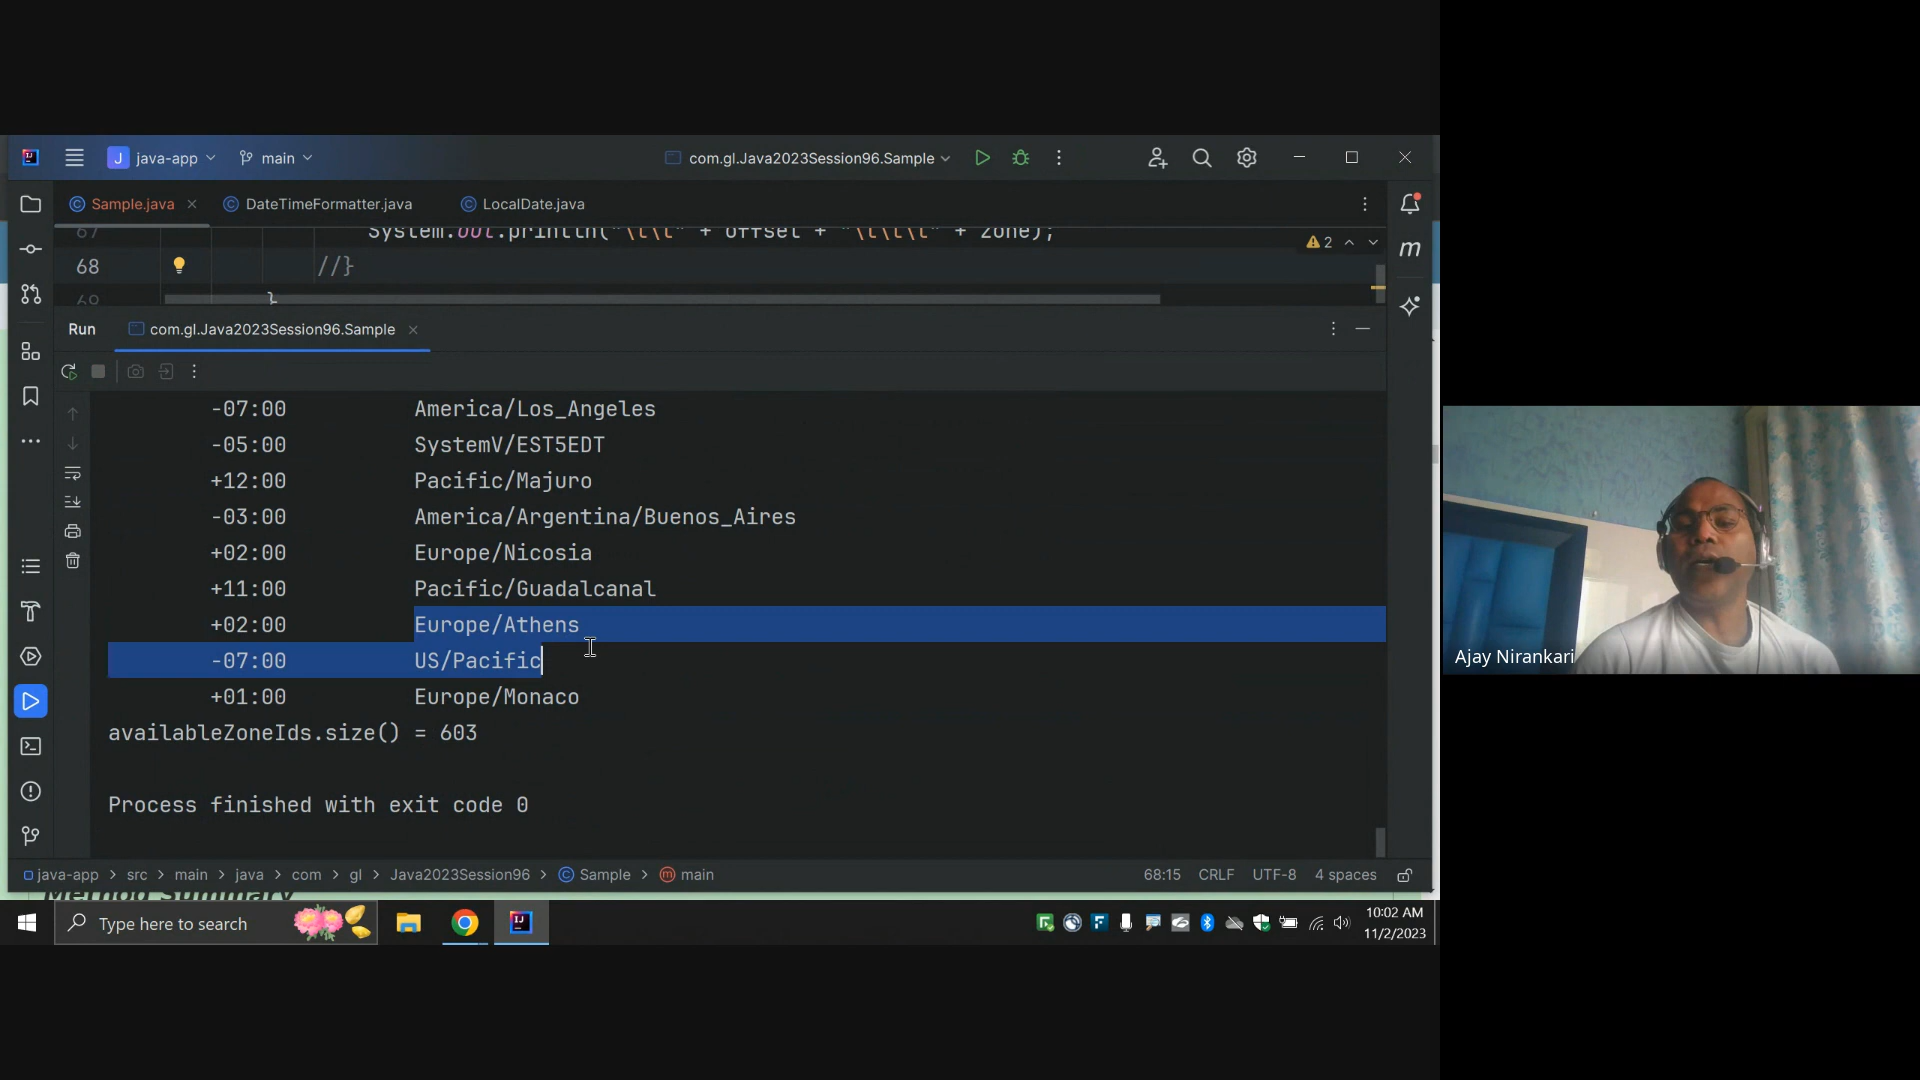 java-app
main
com.gl.Java2023Session96.Sample
Sample.java
DateTimeFormatter.java
LocalDate.java
67 System.out.println("\t\t" + offset + "\t\t\t" + zone);
2
68 //}
69 }
Run
com.gl.Java2023Session96.Sample
-07:00 America/Los_Angeles
-05:00 SystemV/EST5EDT
+12:00 Pacific/Majuro
-03:00 America/Argentina/Buenos_Aires
+02:00 Europe/Nicosia
+11:00 Pacific/Guadalcanal
+02:00 Europe/Athens
-07:00 US/Pacific
+01:00 Europe/Monaco
availableZoneIds.size() = 603
Process finished with exit code 0
java-app > src > main > java > com > gl > Java2023Session96 > Sample > main
68:15 CRLF UTF-8 4 spaces
Method Summary
Type here to search
10:02 AM
11/2/2023
Ajay Nirankari